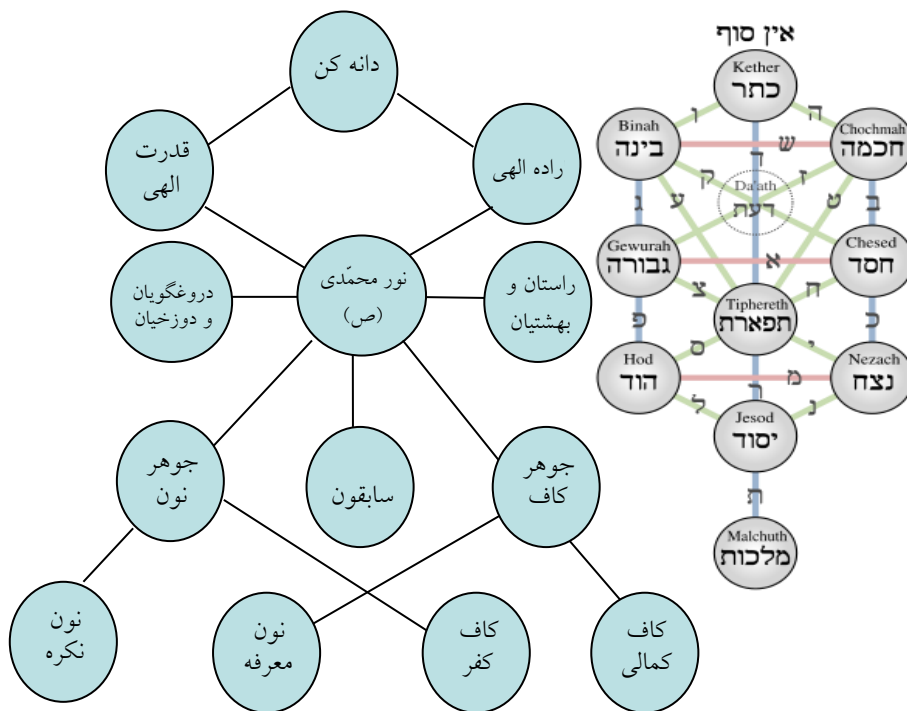 دانه کن
قدرت
الهی
راده الهی
دروغگویان
و دوزخیان
نور محمّدی
(ص)
راستان و
بهشتیان
جوهر
نون
سابقون
جوهر
کاف
نون
نکره
نون
معرفه
کاف
کفر
کاف
کمالی
אין סוף
Kether
כתר
ו
ה
Binah
בינה
ש
Chochmah
חכמה
ד
ק
ז
Da'ath
דעת
ג
ע
ט
ב
Gewurah
גבורה
א
Chesed
חסד
צ
ח
Tiphereth
תפארת
פ
כ
ס
י
Hod
הוד
מ
Nezach
נצח
ר
ל
נ
Jesod
יסוד
ת
Malchuth
מלכות